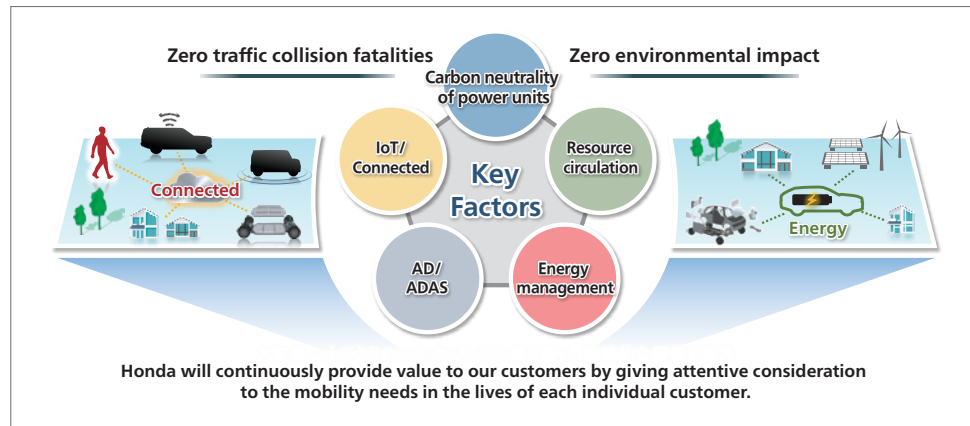 Zero traffic collision fatalities
Zero environmental impact
Carbon neutrality
of power units
IoT/
Connected
Resource
circulation
Key
Factors
Connected
Energy
AD/
ADAS
Energy
management
Honda will continuously provide value to our customers by giving attentive consideration
to the mobility needs in the lives of each individual customer.